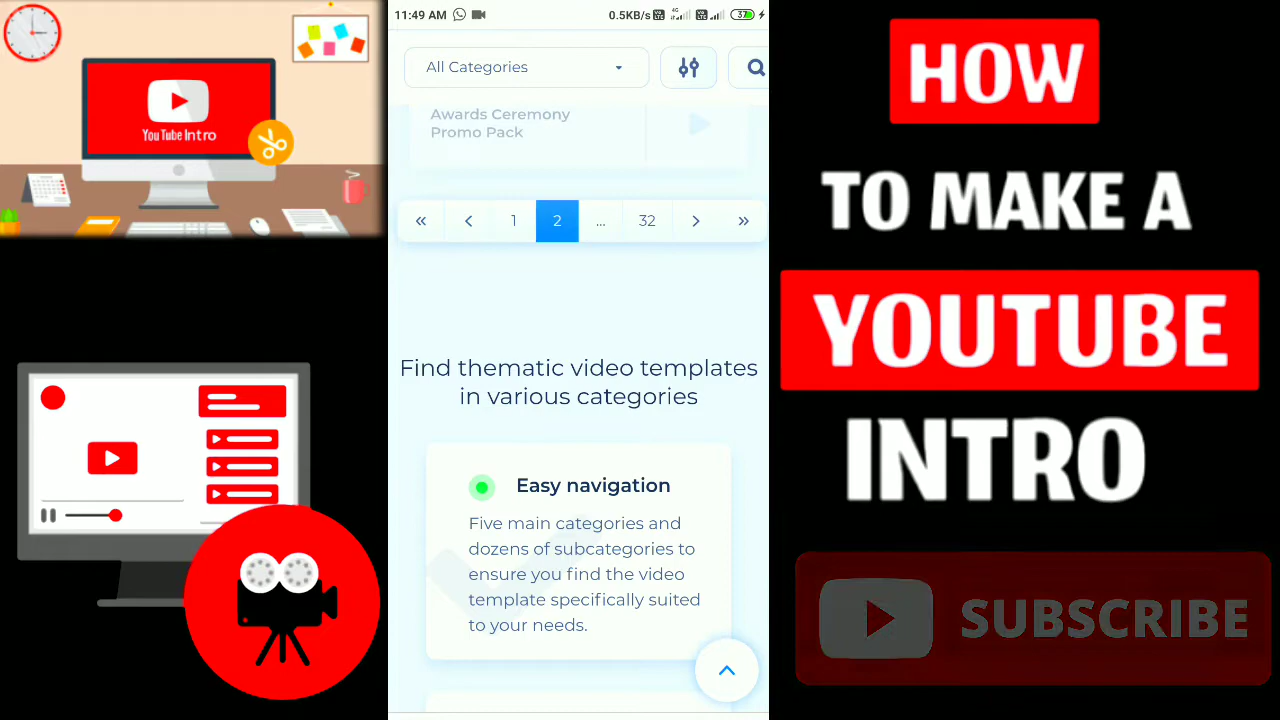 YouTube Intro
11:49 AM
0.5KB/s
4G
37
All Categories
Awards Ceremony
Promo Pack
« < 1 2 ... 32 > »
Find thematic video templates
in various categories
Easy navigation
Five main categories and
dozens of subcategories to
ensure you find the video
template specifically suited
to your needs.
HOW
TO MAKE A
YOUTUBE
INTRO
SUBSCRIBE